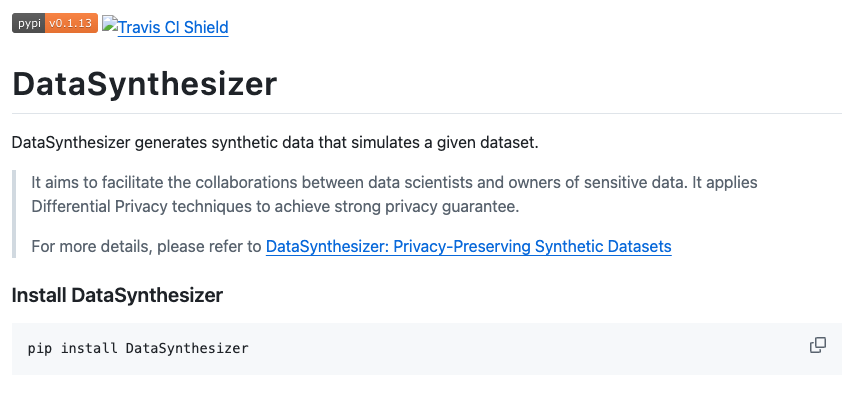 pypi v0.1.13 Travis CI Shield
DataSynthesizer
DataSynthesizer generates synthetic data that simulates a given dataset.
It aims to facilitate the collaborations between data scientists and owners of sensitive data. It applies
Differential Privacy techniques to achieve strong privacy guarantee.
For more details, please refer to DataSynthesizer: Privacy-Preserving Synthetic Datasets
Install DataSynthesizer
pip install DataSynthesizer